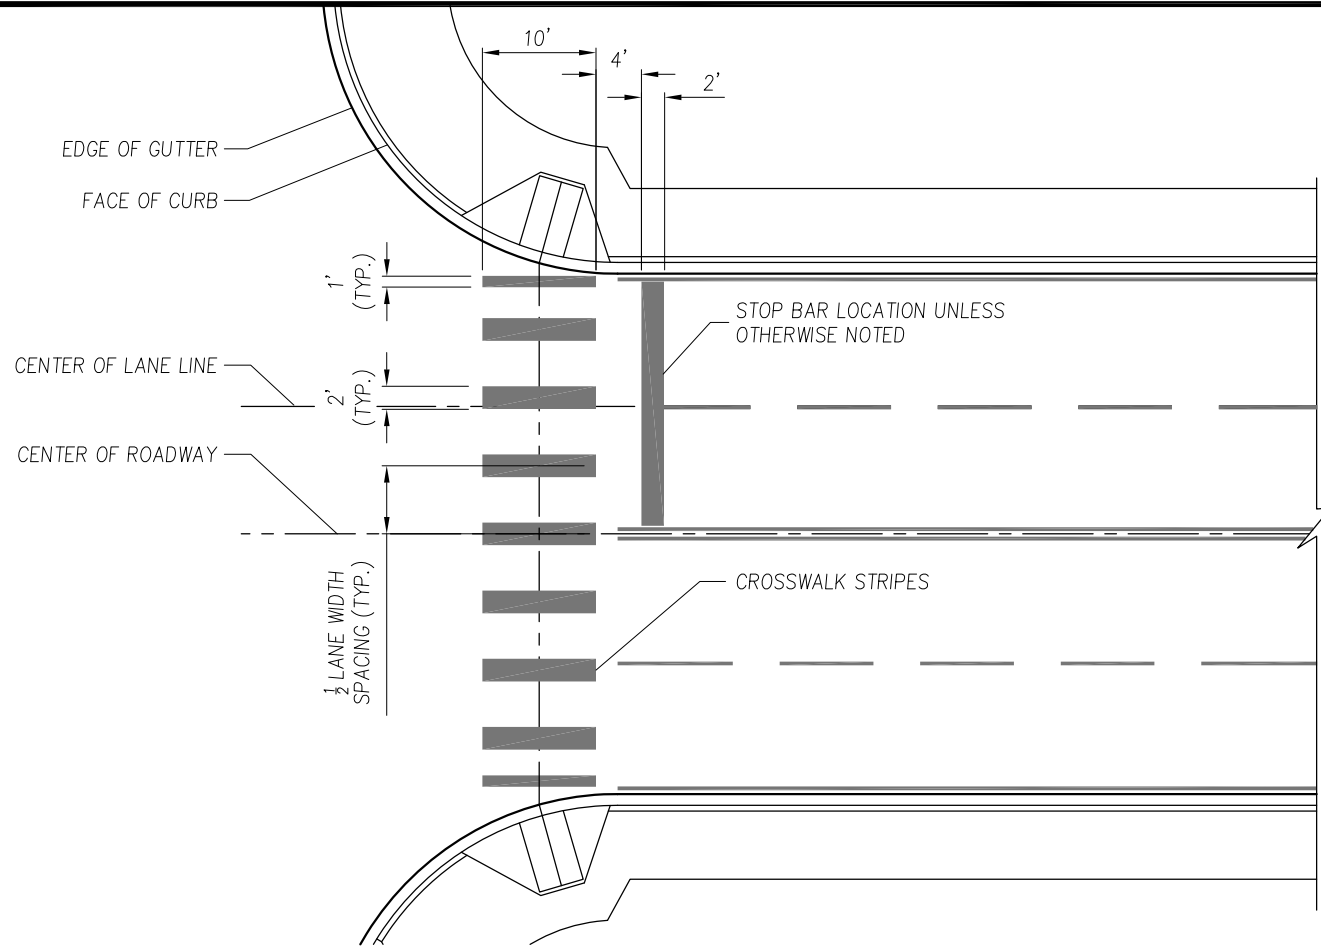 10'
4'
2'
EDGE OF GUTTER
FACE OF CURB
1'
(TYP.)
STOP BAR LOCATION UNLESS
OTHERWISE NOTED
CENTER OF LANE LINE
2'
(TYP.)
CENTER OF ROADWAY
CROSSWALK STRIPES
1/2 LANE WIDTH
SPACING (TYP.)